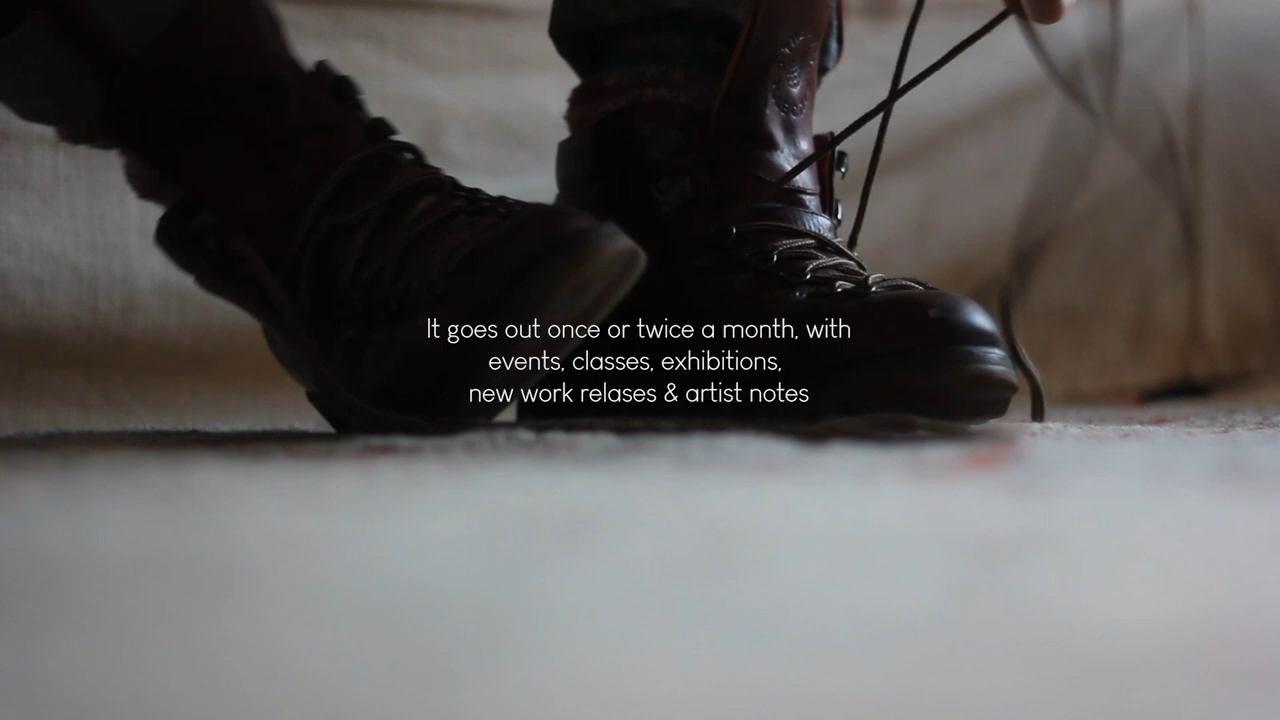 It goes out once or twice a month, with
events, classes, exhibitions,
new work relases & artist notes